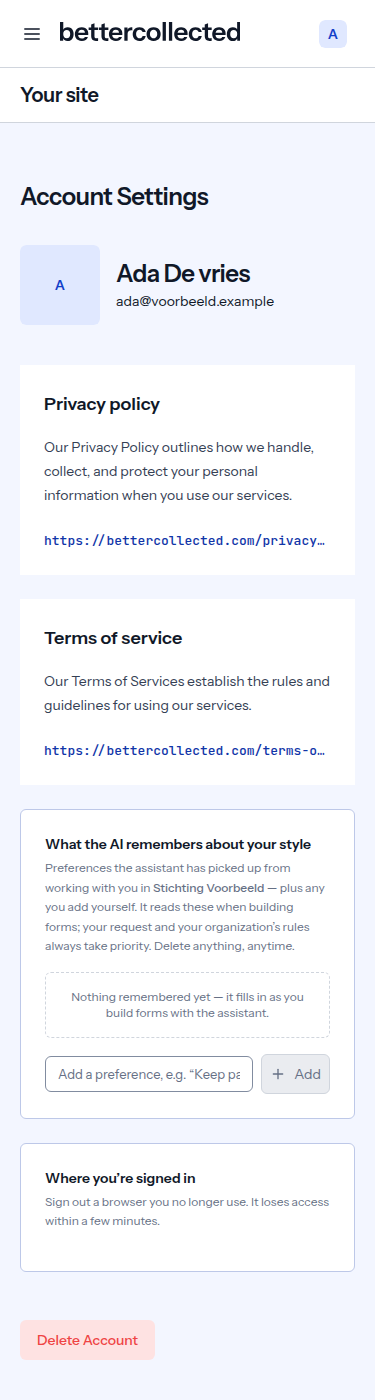 bettercollected
A
Your site
Account Settings
A
Ada De vries
ada@voorbeeld.example
Privacy policy
Our Privacy Policy outlines how we handle,
collect, and protect your personal
information when you use our services.
https://bettercollected.com/privacy…
Terms of service
Our Terms of Services establish the rules and
guidelines for using our services.
https://bettercollected.com/terms-o…
What the AI remembers about your style
Preferences the assistant has picked up from
working with you in Stichting Voorbeeld — plus any
you add yourself. It reads these when building
forms; your request and your organization's rules
always take priority. Delete anything, anytime.
Nothing remembered yet — it fills in as you
build forms with the assistant.
Add a preference, e.g. “Keep pa
+ Add
Where you're signed in
Sign out a browser you no longer use. It loses access
within a few minutes.
Delete Account